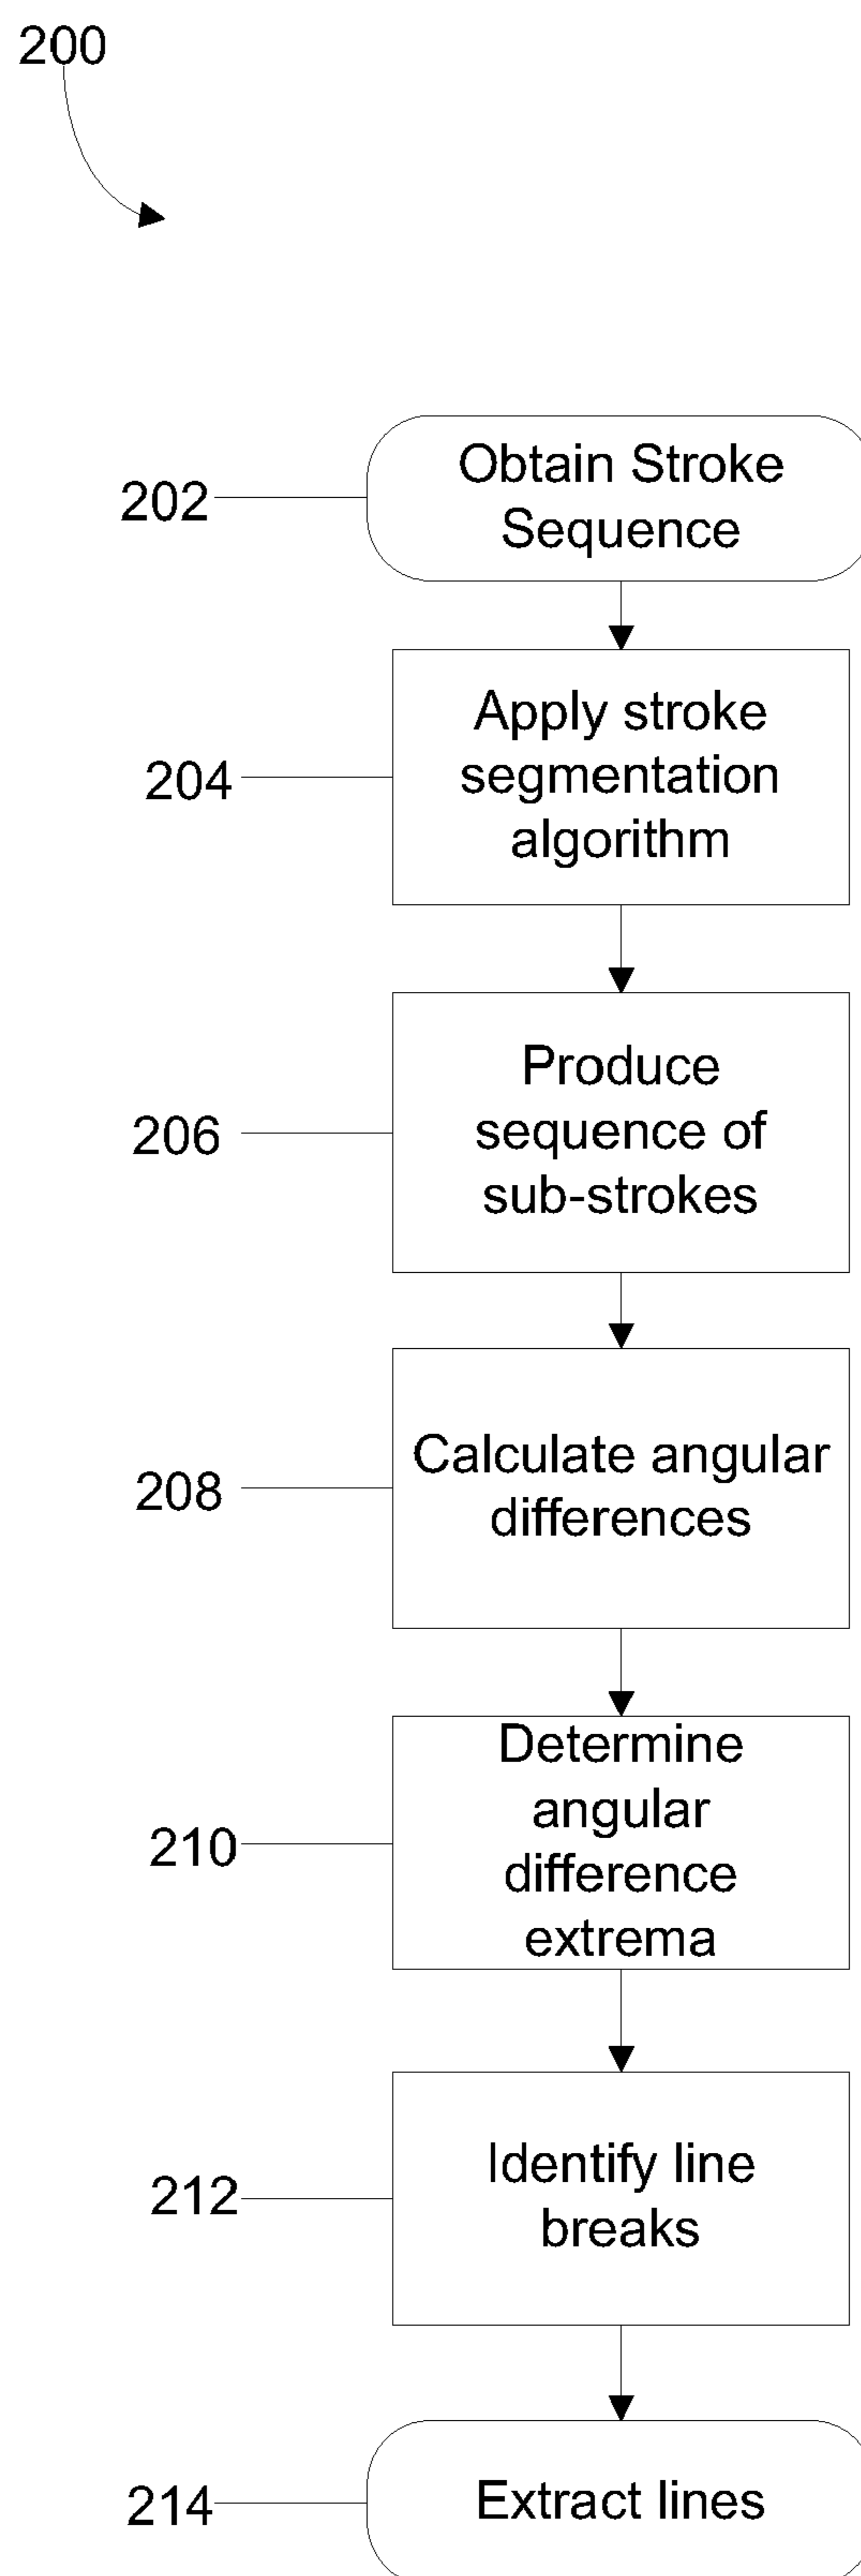 200
202
Obtain Stroke
Sequence
204
Apply stroke
segmentation
algorithm
206
Produce
sequence of
sub-strokes
208
Calculate angular
differences
210
Determine
angular
difference
extrema
212
Identify line
breaks
214
Extract lines